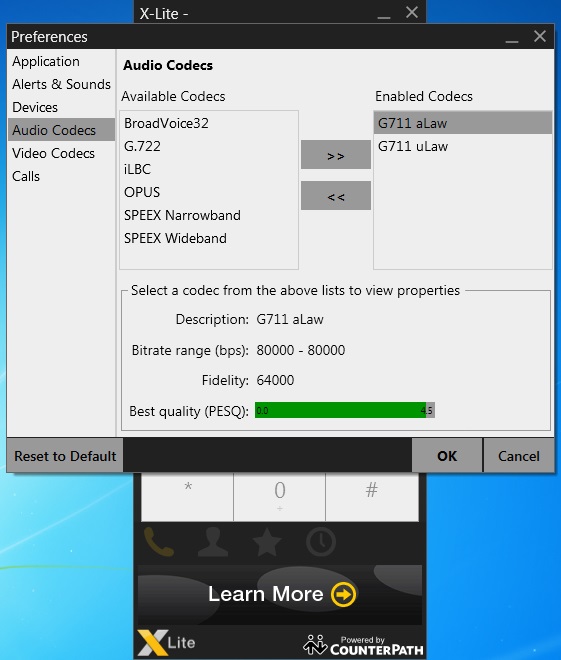 X-Lite -
Preferences
Application
Alerts & Sounds
Devices
Audio Codecs
Video Codecs
Calls
Audio Codecs
Available Codecs
BroadVoice32
G.722
iLBC
OPUS
SPEEX Narrowband
SPEEX Wideband
>>
<<
Enabled Codecs
G711 aLaw
G711 uLaw
Select a codec from the above lists to view properties
Description: G711 aLaw
Bitrate range (bps): 80000 - 80000
Fidelity: 64000
Best quality (PESQ): 0.0 4.5
Reset to Default OK Cancel
* 0 #
+
Learn More
X Lite
Powered by
COUNTERPATH